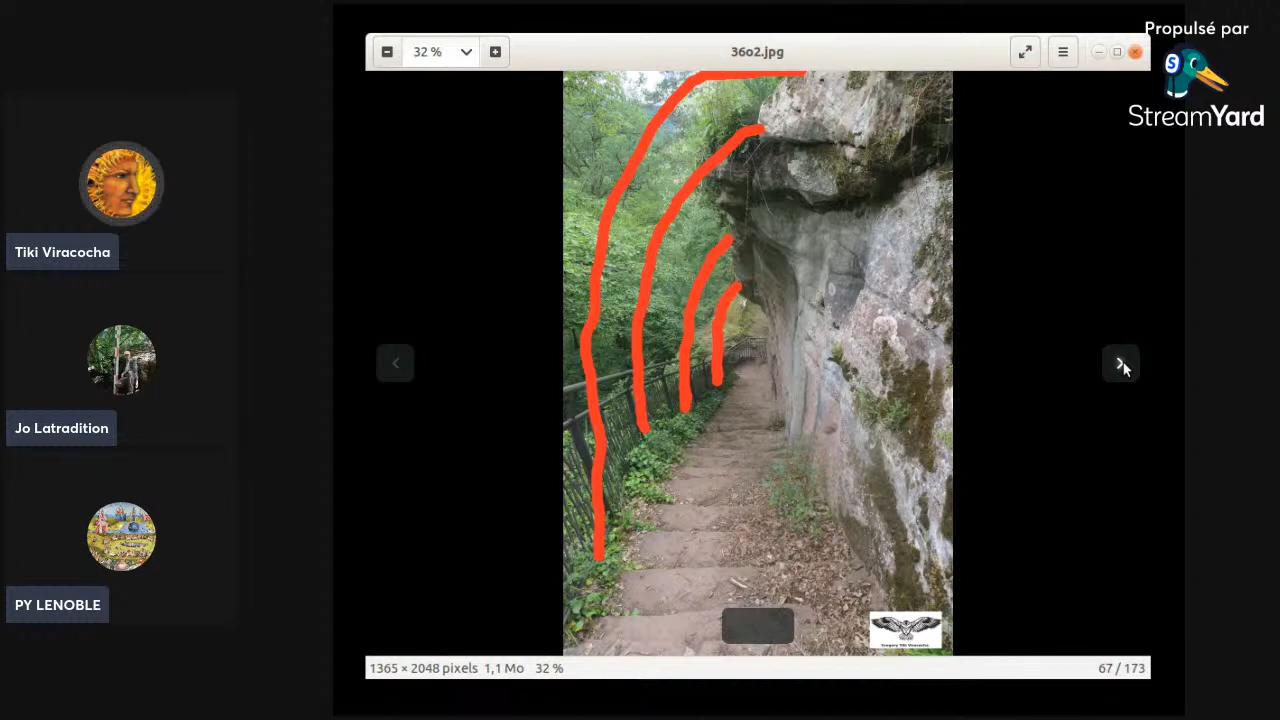 Propulsé par
StreamYard
32 %
36o2.jpg
Tiki Viracocha
Jo Latradition
PY LENOBLE
1365 × 2048 pixels 1,1 Mo 32 %
67 / 173